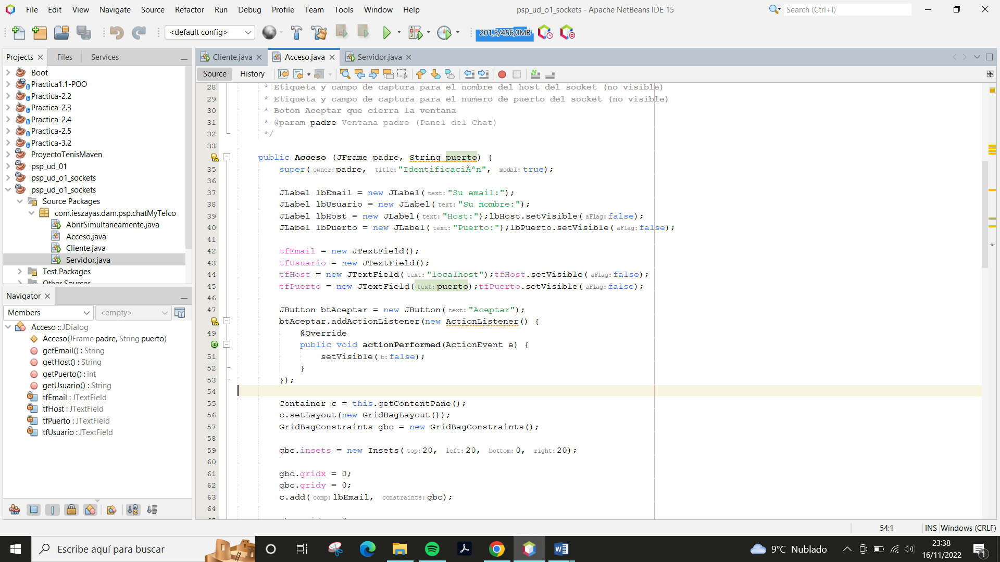 File Edit View Navigate Source Refactor Run Debug Profile Team Tools Window Help
psp_ud_o1_sockets - Apache NetBeans IDE 15
Search (Ctrl+I)
<default config>
201,5/456,0MB
Projects Files Services
Boot
Practica1.1-POO
Practica-2.2
Practica-2.3
Practica-2.4
Practica-2.5
Practica-3.2
ProyectoTenisMaven
psp_ud_01
psp_ud_o1_sockets
psp_ud_o1_sockets
Source Packages
com.ieszayas.dam.psp.chatMyTelco
AbrirSimultaneamente.java
Acceso.java
Cliente.java
Servidor.java
Test Packages
Other Sources
Navigator
Members <empty>
Acceso :: JDialog
Acceso(JFrame padre, String puerto)
getEmail() : String
getHost() : String
getPuerto() : int
getUsuario() : String
tfEmail : JTextField
tfHost : JTextField
tfPuerto : JTextField
tfUsuario : JTextField
Cliente.java Acceso.java Servidor.java
Source History
28 * Etiqueta y campo de captura para el nombre del host del socket (no visible)
29 * Etiqueta y campo de captura para el numero de puerto del socket (no visible)
30 * Boton Aceptar que cierra la ventana
31 * @param padre Ventana padre (Panel del Chat)
32 */
33
public Acceso (JFrame padre, String puerto) {
35 super(owner:padre, title:"IdentificaciÃªn", modal:true);
36
37 JLabel lbEmail = new JLabel(text:"Su email:");
38 JLabel lbUsuario = new JLabel(text:"Su nombre:");
39 JLabel lbHost = new JLabel(text:"Host:");lbHost.setVisible(aFlag:false);
40 JLabel lbPuerto = new JLabel(text:"Puerto:");lbPuerto.setVisible(aFlag:false);
41
42 tfEmail = new JTextField();
43 tfUsuario = new JTextField();
44 tfHost = new JTextField(text:"localhost");tfHost.setVisible(aFlag:false);
45 tfPuerto = new JTextField(text:puerto);tfPuerto.setVisible(aFlag:false);
46
47 JButton btAceptar = new JButton(text:"Aceptar");
btAceptar.addActionListener(new ActionListener() {
49 @Override
public void actionPerformed(ActionEvent e) {
51 setVisible(b:false);
52 }
53 });
54
55 Container c = this.getContentPane();
56 c.setLayout(new GridBagLayout());
57 GridBagConstraints gbc = new GridBagConstraints();
58
59 gbc.insets = new Insets(top:20, left:20, bottom:0, right:20);
60
61 gbc.gridx = 0;
62 gbc.gridy = 0;
63 c.add(comp:lbEmail, constraints:gbc);
64
54:1 INS Windows (CRLF)
Escribe aquí para buscar
9°C Nublado
23:38
16/11/2022
1